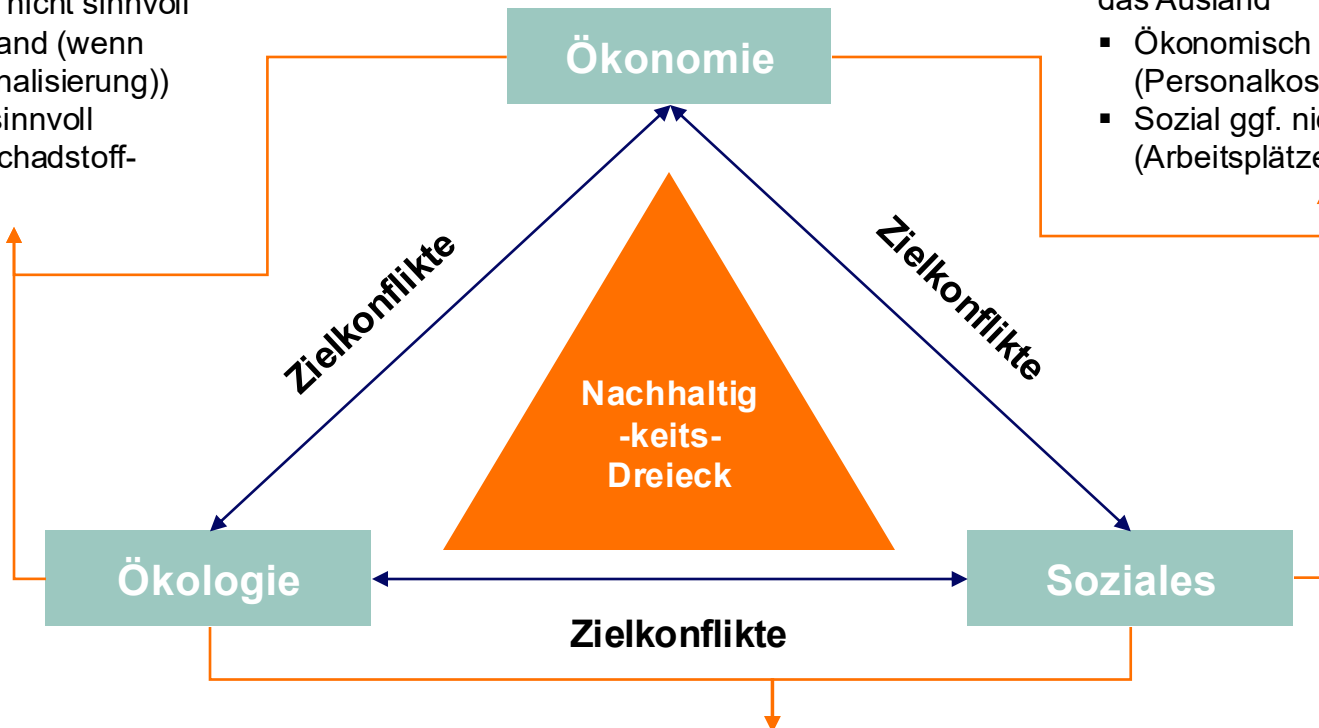 nicht sinnvoll
and (wenn
nalisierung))
sinnvoll
chadstoff-
Ökonomie
das Ausland
▪ Ökonomisch
(Personalkos
▪ Sozial ggf. nie
(Arbeitsplätze
Zielkonflikte
Zielkonflikte
Nachhaltig
-keits-
Dreieck
Ökologie
Soziales
Zielkonflikte